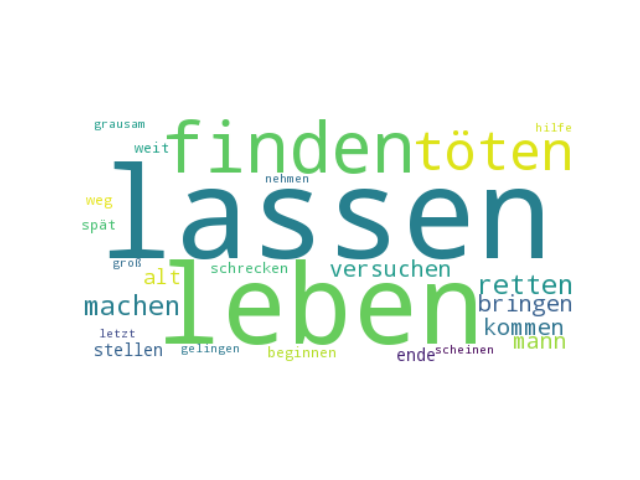 grausam
finden
hilfe
weit
töten
lassen
nehmen
weg
spät
groß
alt
schrecken
versuchen
leben
retten
machen
bringen
kommen
letzt
mann
stellen
gelingen
beginnen
ende
scheinen